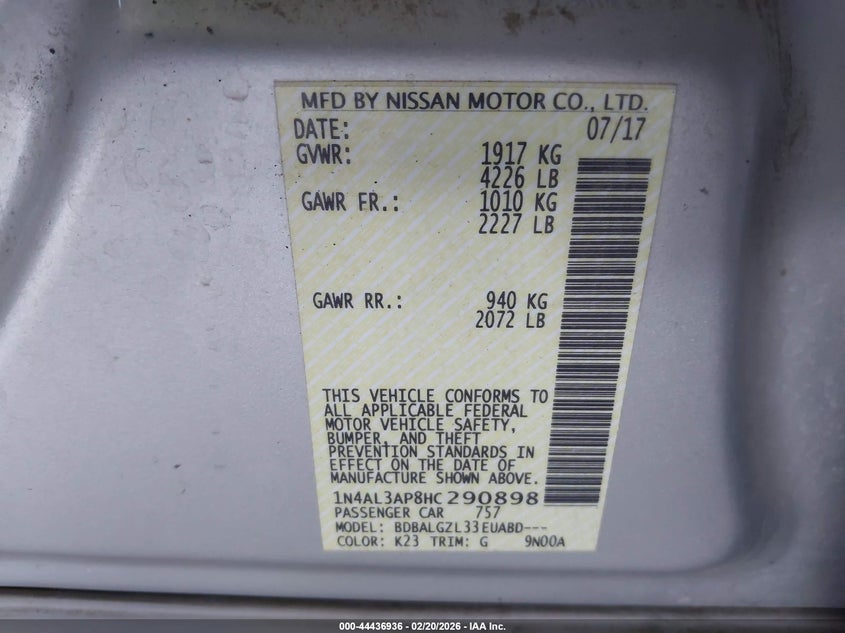 MFD BY NISSAN MOTOR CO., LTD.
DATE: 07/17
GVWR: 1917 KG
4226 LB
GAWR FR.: 1010 KG
2227 LB
GAWR RR.: 940 KG
2072 LB
THIS VEHICLE CONFORMS TO
ALL APPLICABLE FEDERAL
MOTOR VEHICLE SAFETY,
BUMPER, AND THEFT
PREVENTION STANDARDS IN
EFFECT ON THE DATE OF
MANUFACTURE SHOWN ABOVE.
1N4AL3AP8HC290898
PASSENGER CAR 757
MODEL: BDBALGZL33EUABD---
COLOR: K23 TRIM: G 9N00A
000-44436936 - 02/20/2026 - IAA Inc.